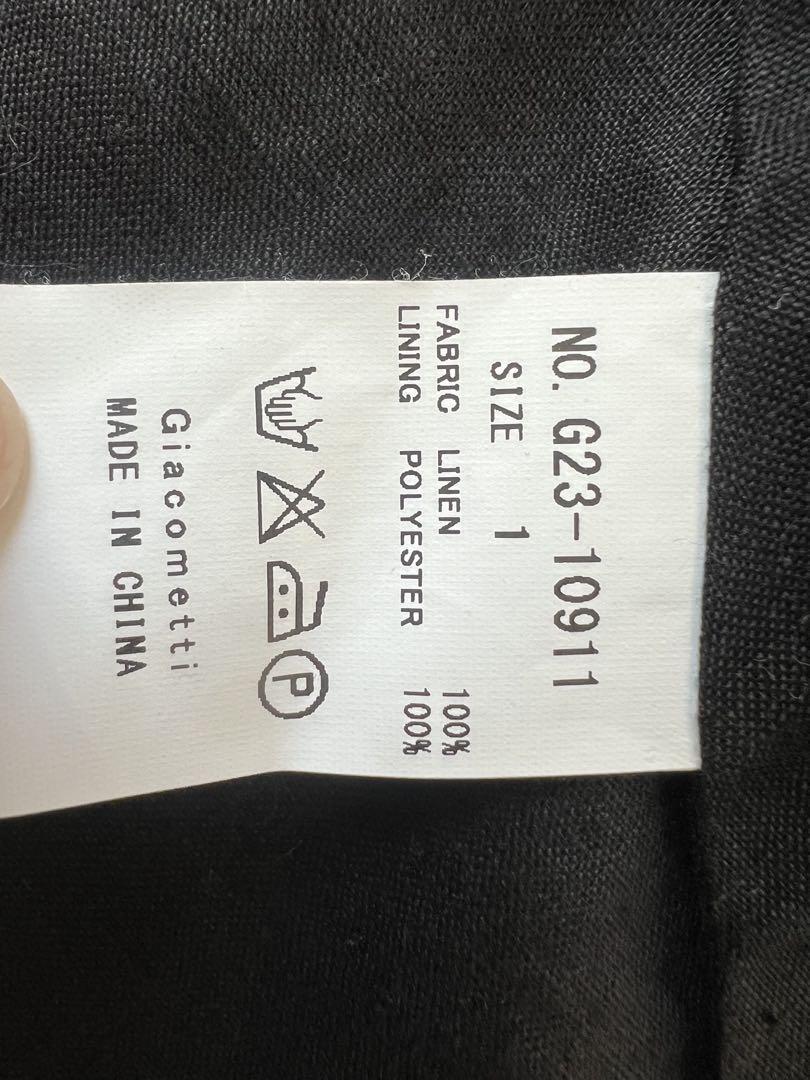 NO. G23-10911
SIZE 1
FABRIC LINEN 100%
LINING POLYESTER 100%
P
Giacometti
MADE IN CHINA